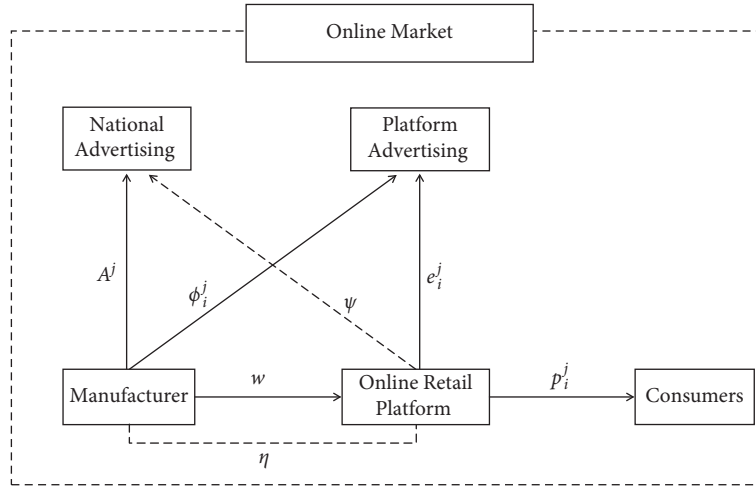 Online Market
National
Advertising
Platform
Advertising
A^j
ϕ_i^j
ψ
e_i^j
Manufacturer
w
Online Retail
Platform
p_i^j
Consumers
η